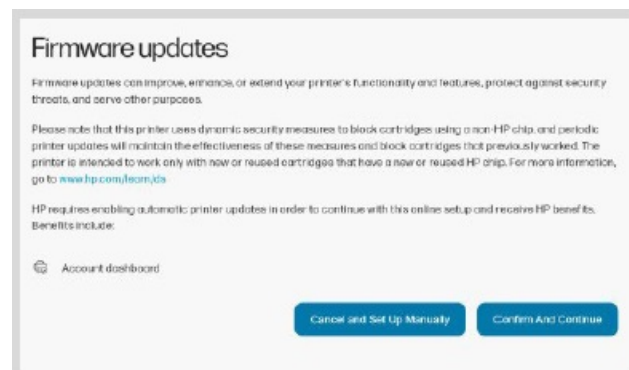 Firmware updates
Firmware updates can improve, enhance, or extend your printer's functionality and features, protect against security
threats, and serve other purposes.
Please note that this printer uses dynamic security measures to block cartridges using a non-HP chip, and periodic
printer updates will maintain the effectiveness of these measures and block cartridges that previously worked. The
printer is intended to work only with new or reused cartridges that have a new or reused HP chip. For more information,
go to www.hp.com/learn/ds
HP requires enabling automatic printer updates in order to continue with this online setup and receive HP benefits.
Benefits include:
Account dashboard
Cancel and Set Up Manually Confirm And Continue